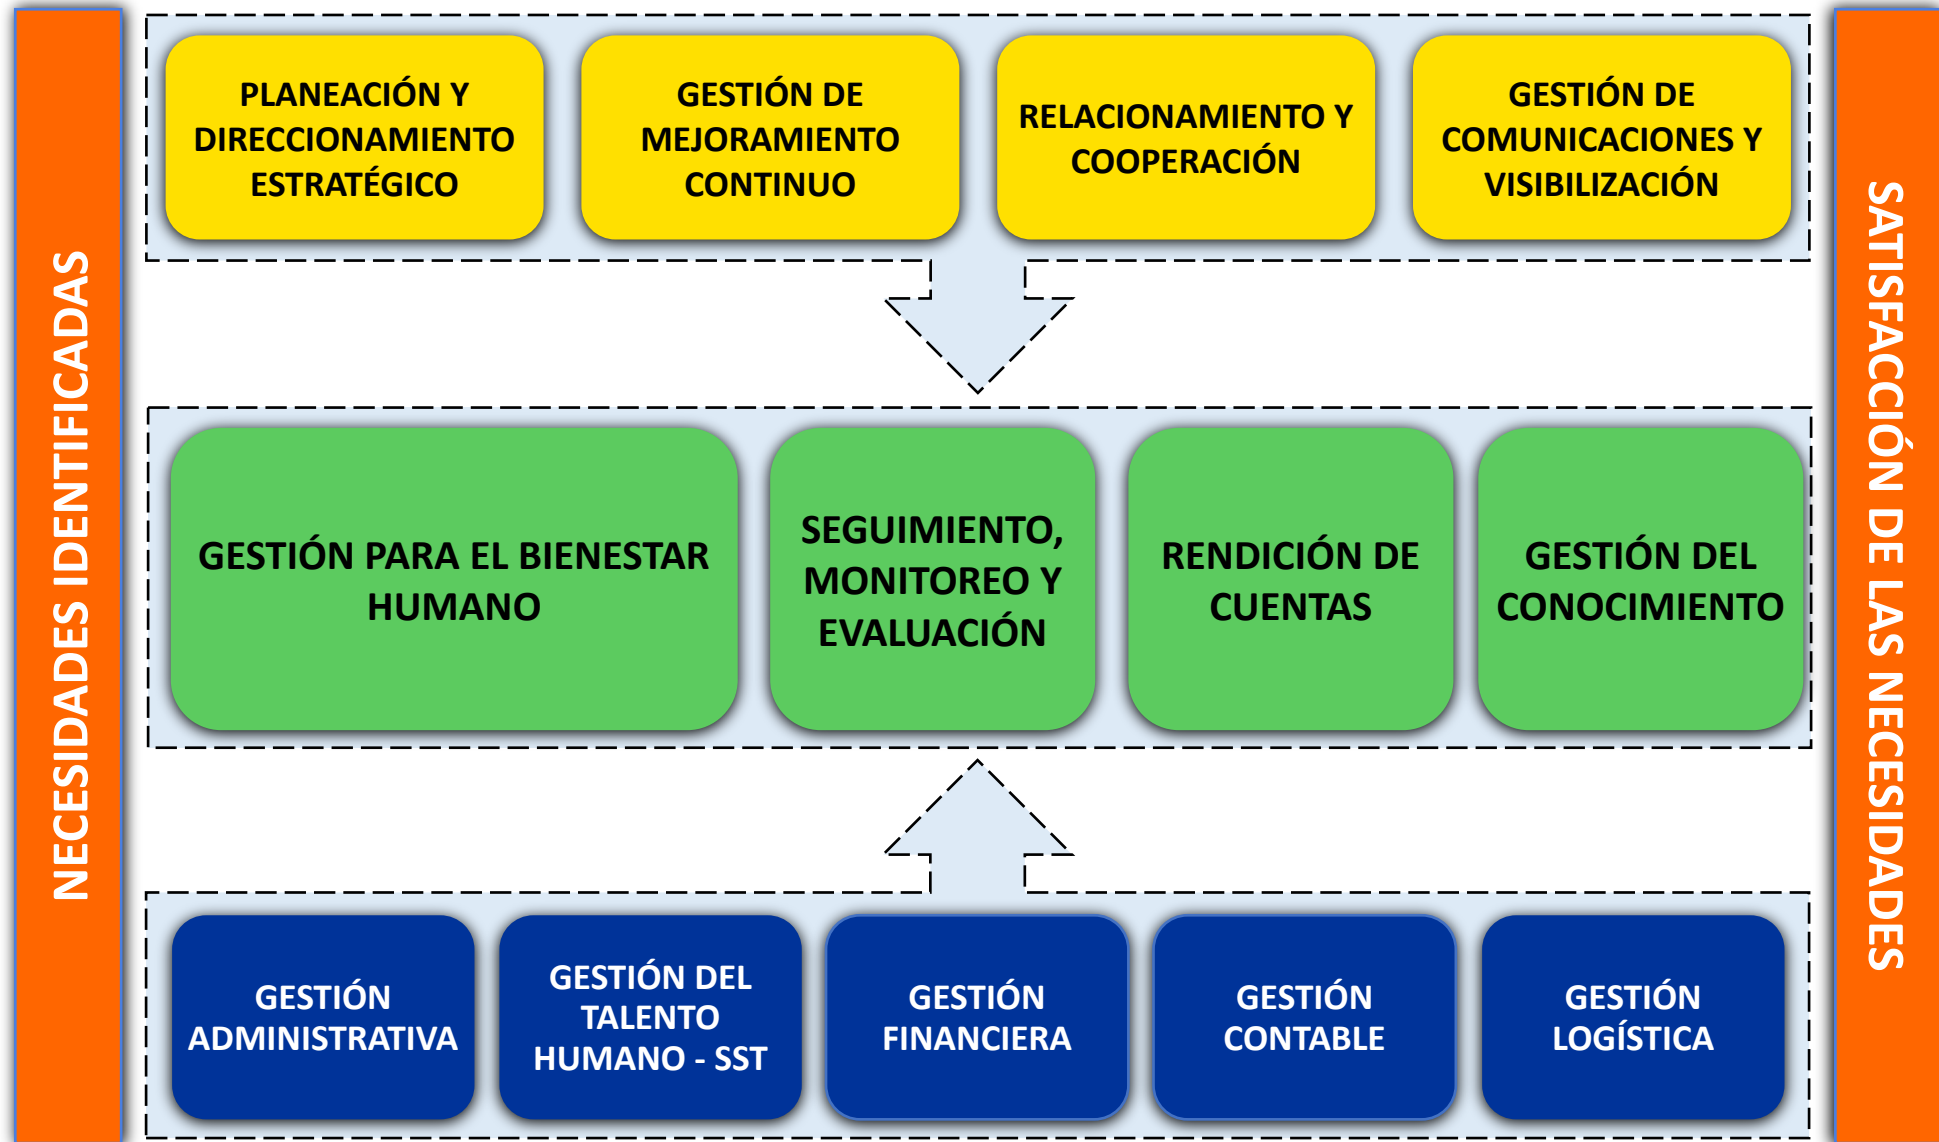 NECESIDADES IDENTIFICADAS
PLANEACIÓN Y
DIRECCIONAMIENTO
ESTRATÉGICO
GESTIÓN DE
MEJORAMIENTO
CONTINUO
RELACIONAMIENTO Y
COOPERACIÓN
GESTIÓN DE
COMUNICACIONES Y
VISIBILIZACIÓN
GESTIÓN PARA EL BIENESTAR
HUMANO
SEGUIMIENTO,
MONITOREO Y
EVALUACIÓN
RENDICIÓN DE
CUENTAS
GESTIÓN DEL
CONOCIMIENTO
GESTIÓN
ADMINISTRATIVA
GESTIÓN DEL
TALENTO
HUMANO - SST
GESTIÓN
FINANCIERA
GESTIÓN
CONTABLE
GESTIÓN
LOGÍSTICA
SATISFACCIÓN DE LAS NECESIDADES